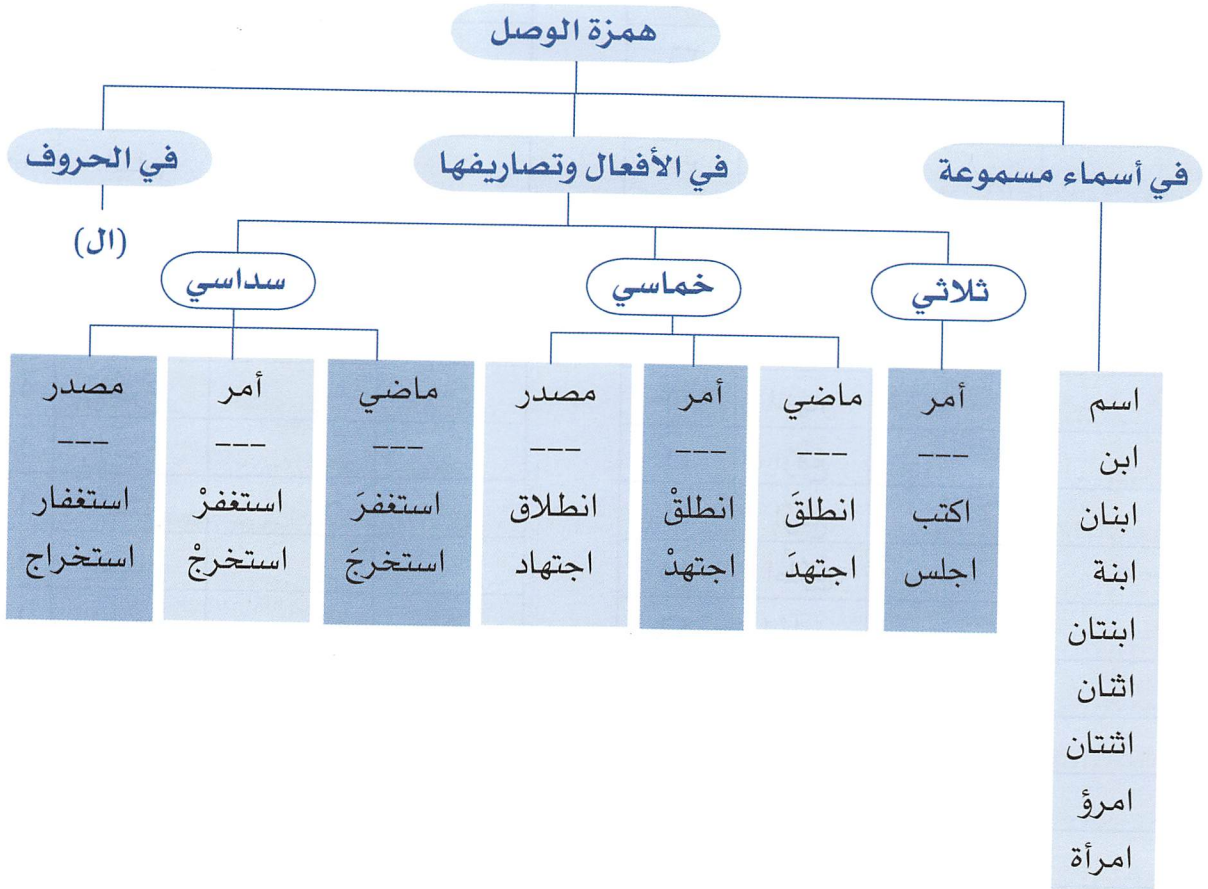 همزة الوصل
في أسماء مسموعة
في الأفعال وتصاريفها
في الحروف
(ال)
ثلاثي
خماسي
سداسي
اسم
ابن
ابنان
ابنة
ابنتان
اثنان
اثنتان
امرؤ
امرأة
أمر
---
اكتب
اجلس
ماضي
---
انطلقَ
اجتهدَ
أمر
---
انطلقْ
اجتهدْ
مصدر
---
انطلاق
اجتهاد
ماضي
---
استغفرَ
استخرجَ
أمر
---
استغفرْ
استخرجْ
مصدر
---
استغفار
استخراج